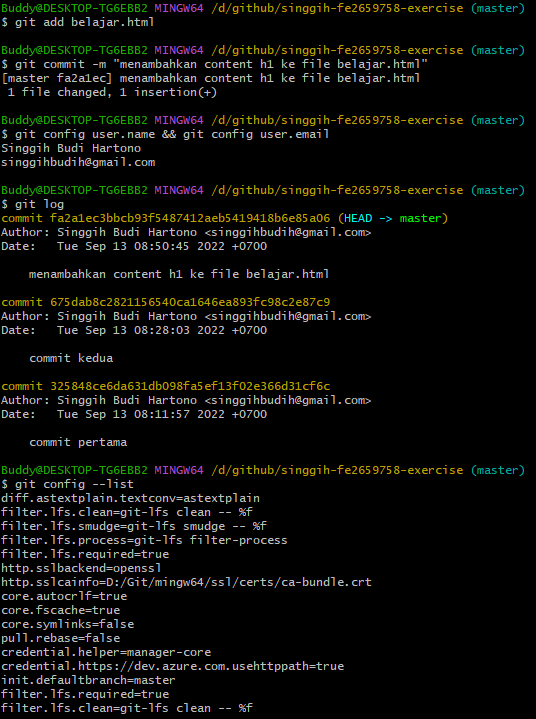 Buddy@DESKTOP-TG6EBB2 MINGW64 /d/github/singgih-fe2659758-exercise (master)
$ git add belajar.html

Buddy@DESKTOP-TG6EBB2 MINGW64 /d/github/singgih-fe2659758-exercise (master)
$ git commit -m "menambahkan content h1 ke file belajar.html"
[master fa2a1ec] menambahkan content h1 ke file belajar.html
 1 file changed, 1 insertion(+)

Buddy@DESKTOP-TG6EBB2 MINGW64 /d/github/singgih-fe2659758-exercise (master)
$ git config user.name && git config user.email
Singgih Budi Hartono
singgihbudih@gmail.com

Buddy@DESKTOP-TG6EBB2 MINGW64 /d/github/singgih-fe2659758-exercise (master)
$ git log
commit fa2a1ec3bbcb93f5487412aeb5419418b6e85a06 (HEAD -> master)
Author: Singgih Budi Hartono <singgihbudih@gmail.com>
Date:   Tue Sep 13 08:50:45 2022 +0700

    menambahkan content h1 ke file belajar.html

commit 675dab8c2821156540ca1646ea893fc98c2e87c9
Author: Singgih Budi Hartono <singgihbudih@gmail.com>
Date:   Tue Sep 13 08:28:03 2022 +0700

    commit kedua

commit 325848ce6da631db098fa5ef13f02e366d31cf6c
Author: Singgih Budi Hartono <singgihbudih@gmail.com>
Date:   Tue Sep 13 08:11:57 2022 +0700

    commit pertama

Buddy@DESKTOP-TG6EBB2 MINGW64 /d/github/singgih-fe2659758-exercise (master)
$ git config --list
diff.astextplain.textconv=astextplain
filter.lfs.clean=git-lfs clean -- %f
filter.lfs.smudge=git-lfs smudge -- %f
filter.lfs.process=git-lfs filter-process
filter.lfs.required=true
http.sslbackend=openssl
http.sslcainfo=D:/Git/mingw64/ssl/certs/ca-bundle.crt
core.autocrlf=true
core.fscache=true
core.symlinks=false
pull.rebase=false
credential.helper=manager-core
credential.https://dev.azure.com.usehttppath=true
init.defaultbranch=master
filter.lfs.required=true
filter.lfs.clean=git-lfs clean -- %f